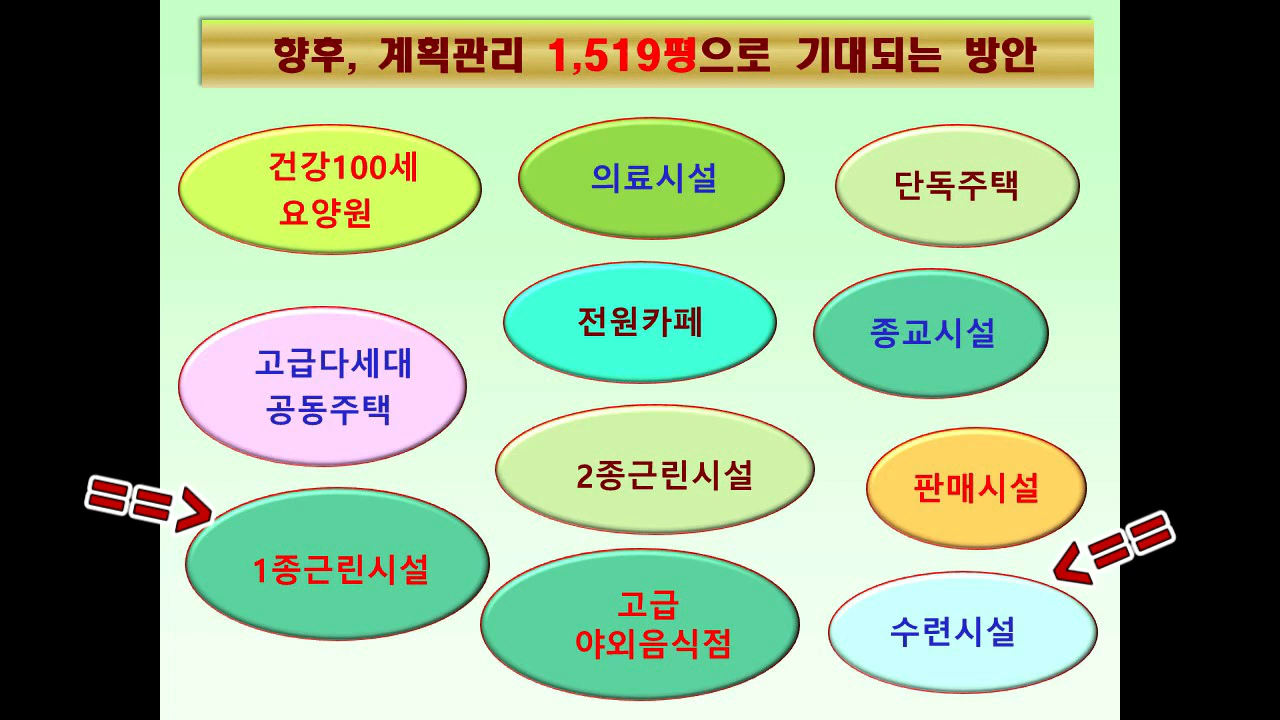 향후, 계획관리 1,519평으로 기대되는 방안
건강100세
요양원
의료시설
단독주택
전원카페
종교시설
고급다세대
공동주택
2종근린시설
판매시설
==>
1종근린시설
<==
고급
야외음식점
수련시설